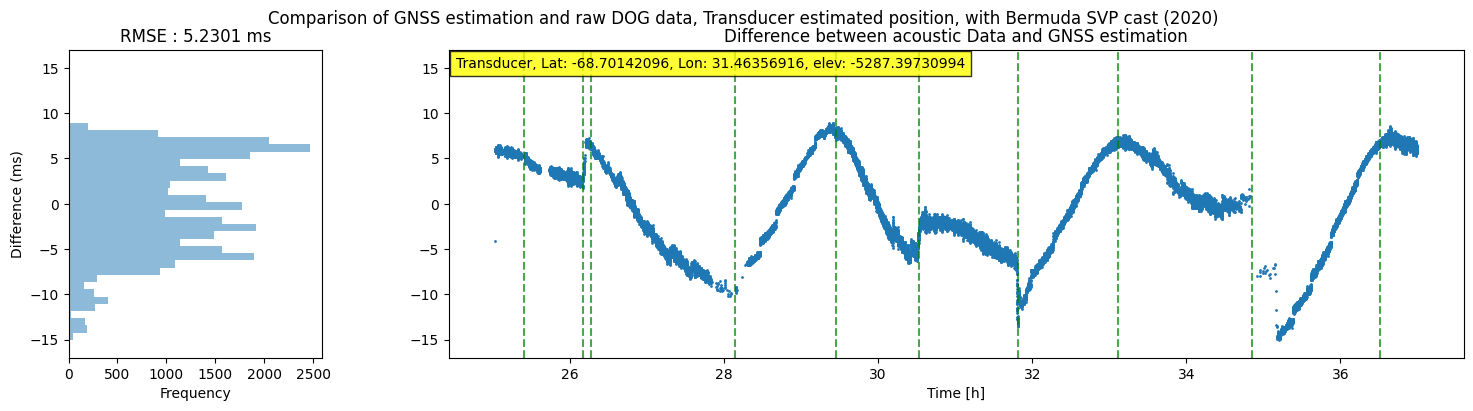 Comparison of GNSS estimation and raw DOG data, Transducer estimated position, with Bermuda SVP cast (2020)
RMSE : 5.2301 ms
Difference between acoustic Data and GNSS estimation
Transducer, Lat: -68.70142096, Lon: 31.46356916, elev: -5287.39730994
Difference (ms)
15
10
5
0
−5
−10
−15
0 500 1000 1500 2000 2500
Frequency
15
10
5
0
−5
−10
−15
26 28 30 32 34 36
Time [h]